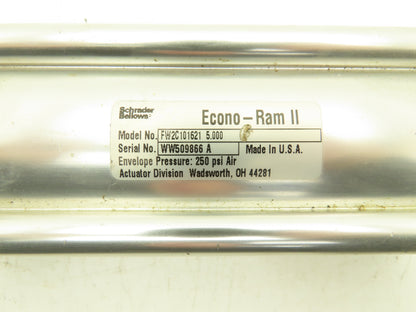 Schrader
Bellows
Econo-Ram II
Model No. FW2C101621 5.000
Serial No. WW509866 A Made In U.S.A.
Envelope Pressure: 250 psi Air
Actuator Division Wadsworth, OH 44281